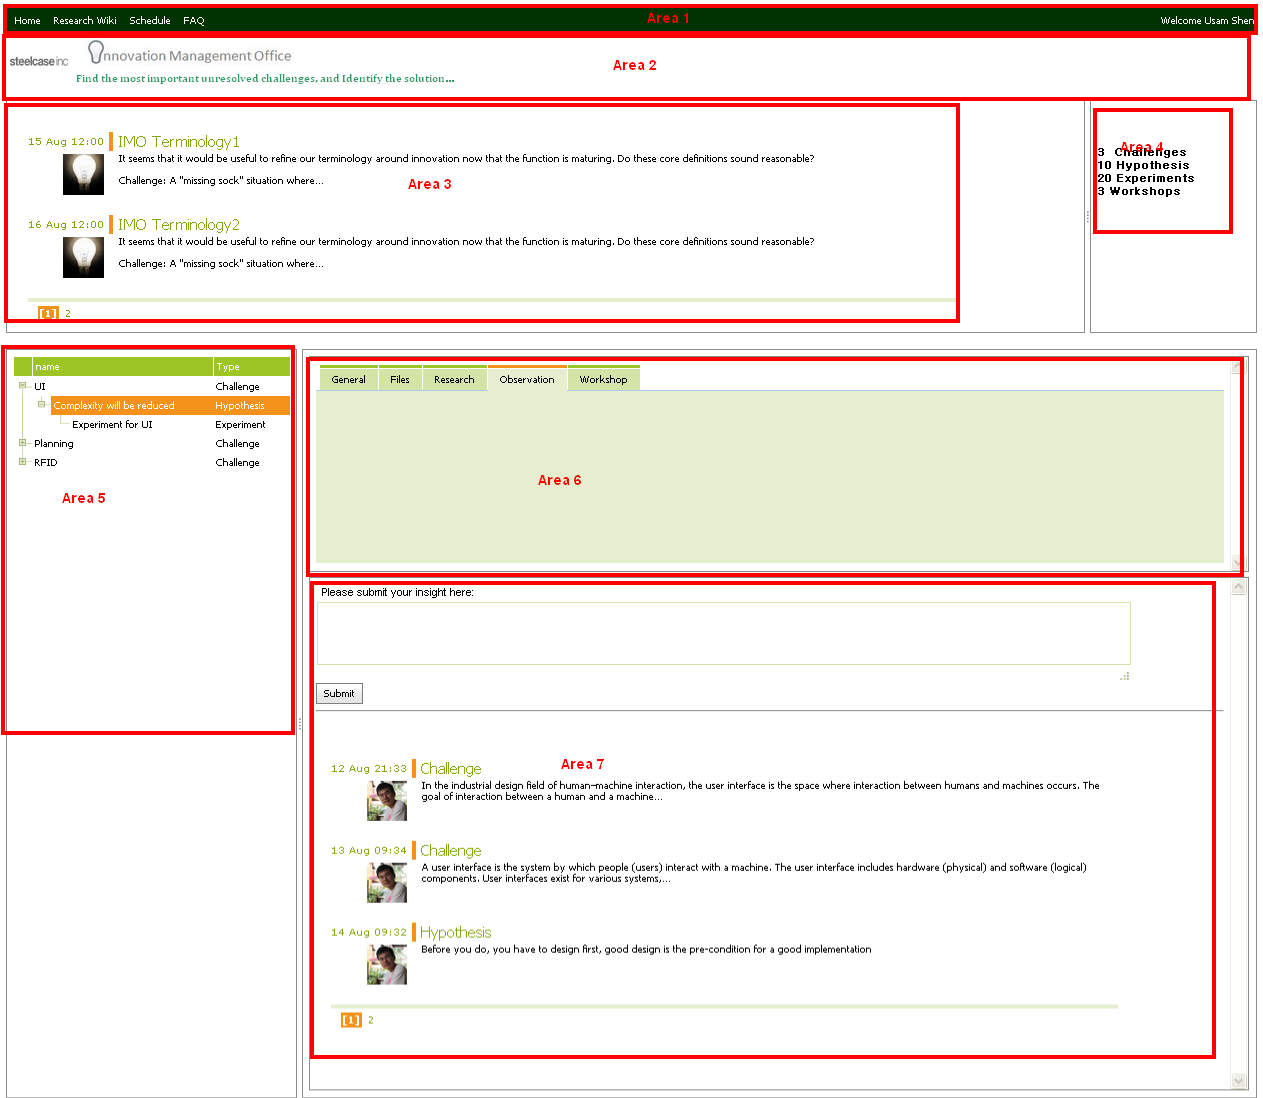 Home Research Wiki Schedule FAQ Area 1 Welcome Usam Shen
steelcase inc nnovation Management Office
Area 2
Find the most important unresolved challenges, and Identify the solution...
15 Aug 12:00 IMO Terminology1
It seems that it would be useful to refine our terminology around innovation now that the function is maturing. Do these core definitions sound reasonable?
Challenge: A "missing sock" situation where...
Area 3
16 Aug 12:00 IMO Terminology2
It seems that it would be useful to refine our terminology around innovation now that the function is maturing. Do these core definitions sound reasonable?
Challenge: A "missing sock" situation where...
[1] 2
Area 4
3 Challenges
10 Hypothesis
20 Experiments
3 Workshops
name Type
UI Challenge
Complexity will be reduced Hypothesis
Experiment for UI Experiment
Planning Challenge
RFID Challenge
Area 5
General Files Research Observation Workshop
Area 6
Please submit your insight here:
Submit
Area 7
12 Aug 21:33 Challenge
In the industrial design field of human-machine interaction, the user interface is the space where interaction between humans and machines occurs. The
goal of interaction between a human and a machine...
13 Aug 09:34 Challenge
A user interface is the system by which people (users) interact with a machine. The user interface includes hardware (physical) and software (logical)
components. User interfaces exist for various systems,...
14 Aug 09:32 Hypothesis
Before you do, you have to design first, good design is the pre-condition for a good implementation
[1] 2